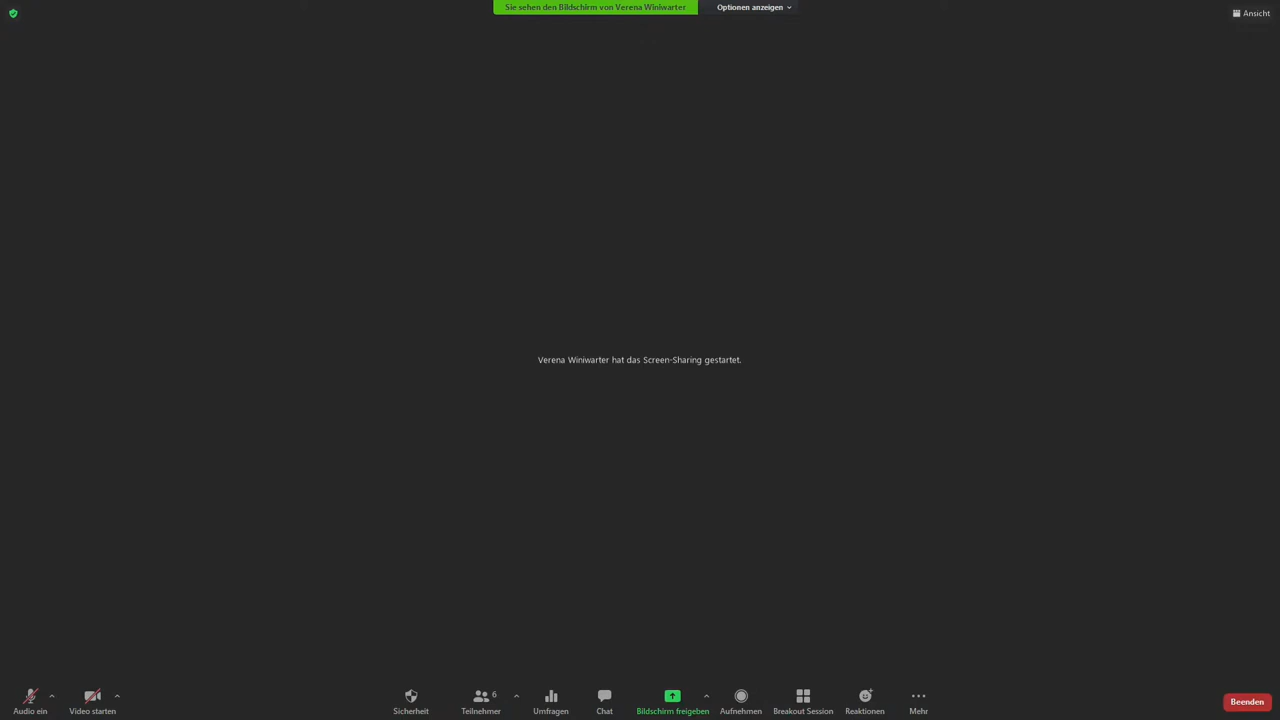 Sie sehen den Bildschirm von Verena Winiwarter Optionen anzeigen
Ansicht
Verena Winiwarter hat das Screen-Sharing gestartet.
6
Audio ein Video starten Sicherheit Teilnehmer Umfragen Chat Bildschirm freigeben Aufnehmen Breakout Session Reaktionen Mehr Beenden